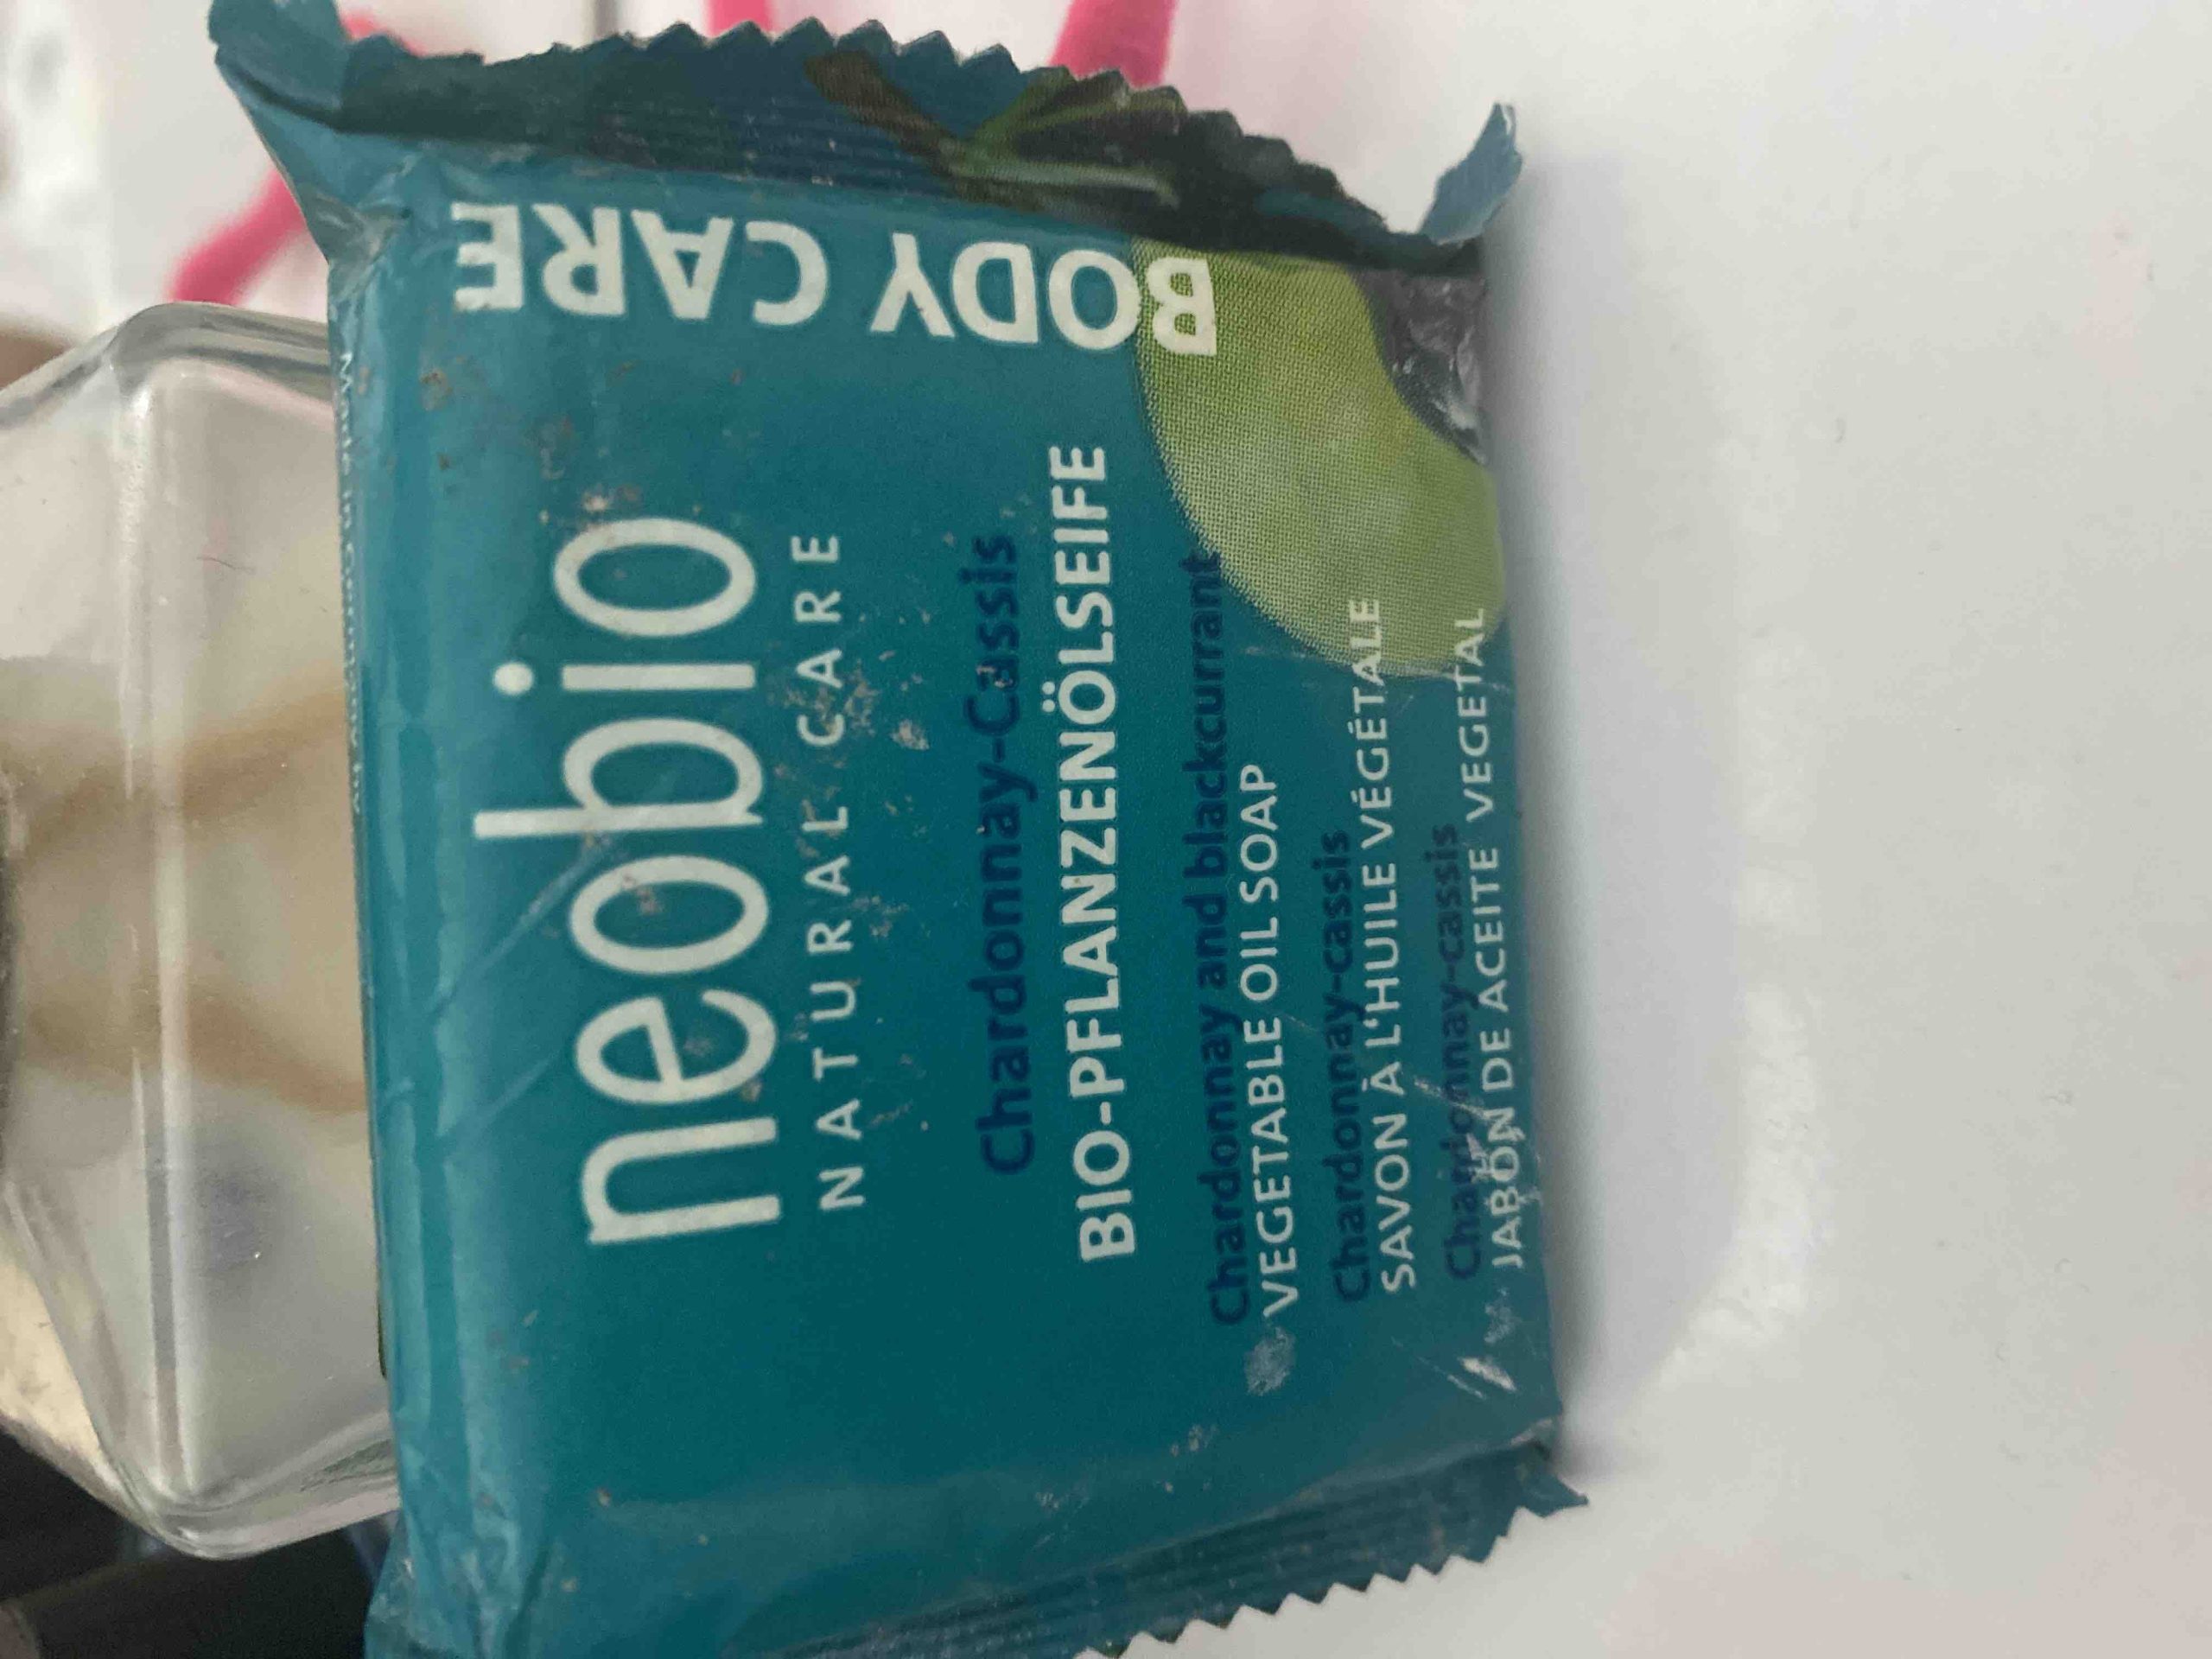 neobio
NATURAL CARE
Chardonnay-Cassis
BIO-PFLANZENÖLSEIFE
Chardonnay and blackcurrant
VEGETABLE OIL SOAP
Chardonnay-cassis
SAVON À L'HUILE VÉGÉTALE
Chardonnay-cassis
JABÓN DE ACEITE VEGETAL
BODY CARE